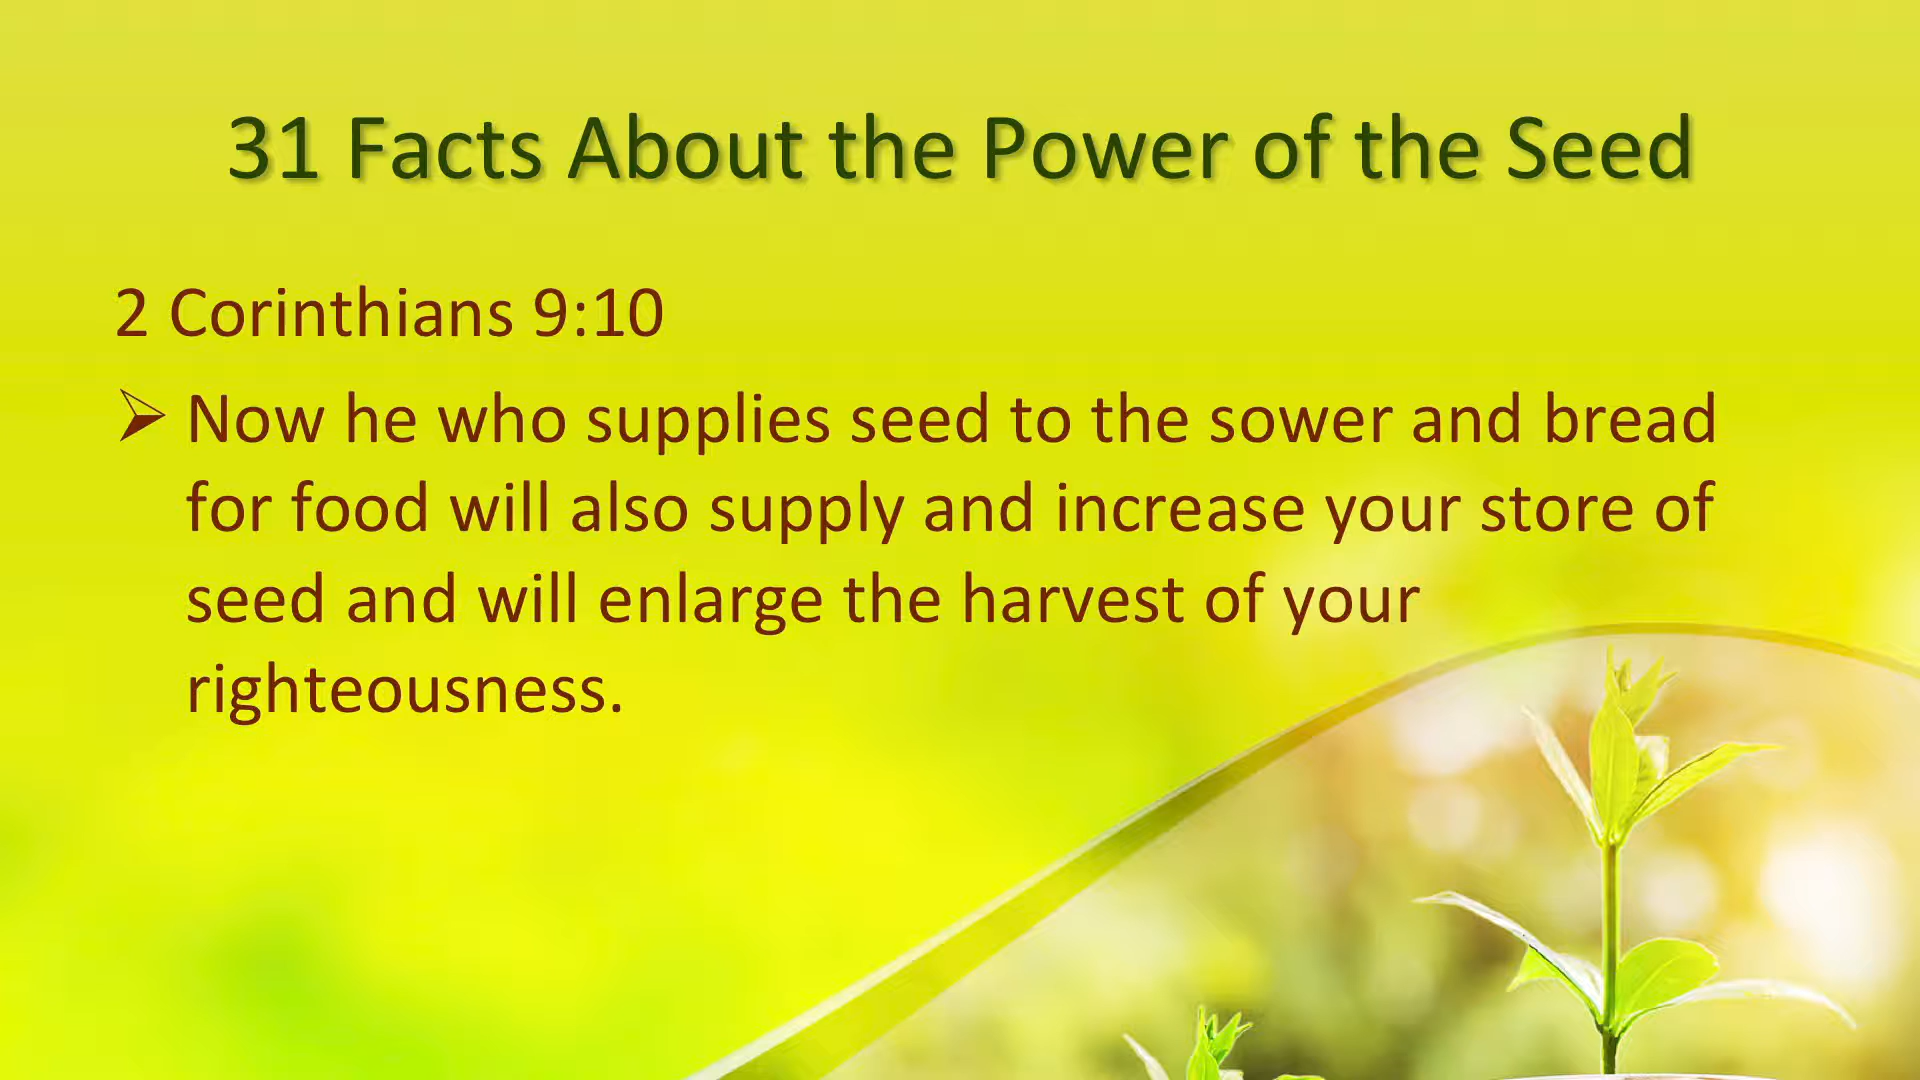 31 Facts About the Power of the Seed
2 Corinthians 9:10
➢ Now he who supplies seed to the sower and bread
for food will also supply and increase your store of
seed and will enlarge the harvest of your
righteousness.